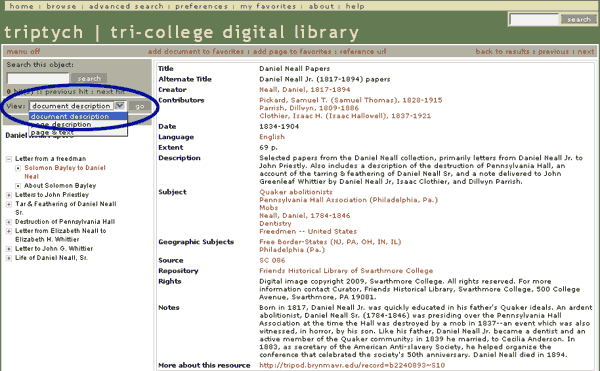 home : browse : advanced search : preferences : my favorites : about : help
search
triptych | tri-college digital library
menu off
add document to favorites : add page to favorites : reference url
back to results : previous : next
Search this object:
search
0 hit(s) :: previous hit : next hit
View: document description go
document description
page description
page & text
Letter from a freedman
Solomon Bayley to Daniel
Neal
About Solomon Bayley
Letters to John Priestley
Tar & Feathering of Daniel Neall
Sr.
Destruction of Pennsylvania Hall
Letter from Elizabeth Neall to
Elizabeth H. Whittier
Letter to John G. Whittier
Life of Daniel Neall, Sr.
Title Daniel Neall Papers
Alternate Title Daniel Neall Jr. (1817-1894) papers
Creator Neall, Daniel, 1817-1894
Contributors Pickard, Samuel T. (Samuel Thomas), 1828-1915
Parrish, Dillwyn, 1809-1886
Clothier, Isaac H. (Isaac Hallowell), 1837-1921
Date 1834-1904
Language English
Extent 69 p.
Description Selected papers from the Daniel Neall collection, primarily letters from Daniel Neall Jr. to
John Priestly. Also includes a description of the destruction of Pennsylvania Hall, an
account of the tarring & feathering of Daniel Neall Sr, and a note delivered to John
Greenleaf Whittier by Daniel Neall Jr, Isaac Clothier, and Dillwyn Parrish.
Subject Quaker abolitionists
Pennsylvania Hall Association (Philadelphia, Pa.)
Mobs
Neall, Daniel, 1784-1846
Dentistry
Freedmen -- United States
Geographic Subjects Free Border-States (NJ, PA, OH, IN, IL)
Philadelphia (Pa.)
Source SC 086
Repository Friends Historical Library of Swarthmore College
Rights Digital image copyright 2009, Swarthmore College. All rights reserved. For more
information contact Curator, Friends Historical Library, Swarthmore College, 500 College
Avenue, Swarthmore, PA 19081.
Notes Born in 1817, Daniel Neall Jr. was quickly educated in his father's Quaker ideals. An ardent
abolitionist, Daniel Neall Sr. (1784-1846) was presiding over the Pennsylvania Hall
Association at the time the Hall was destroyed by a mob in 1837--an event which was also
witnessed, in horror, by his son. Like his father, Daniel Neall Jr. became a dentist and an
active member of the Quaker community; in 1839 he married, to Cecilia Anderson. In
1883, as secretary of the American Anti-slavery Society, he helped organize the
conference that celebrated the society's 50th anniversary. Daniel Neall died in 1894.
More about this resource http://tripod.brynmawr.edu/record=b2240893~S10